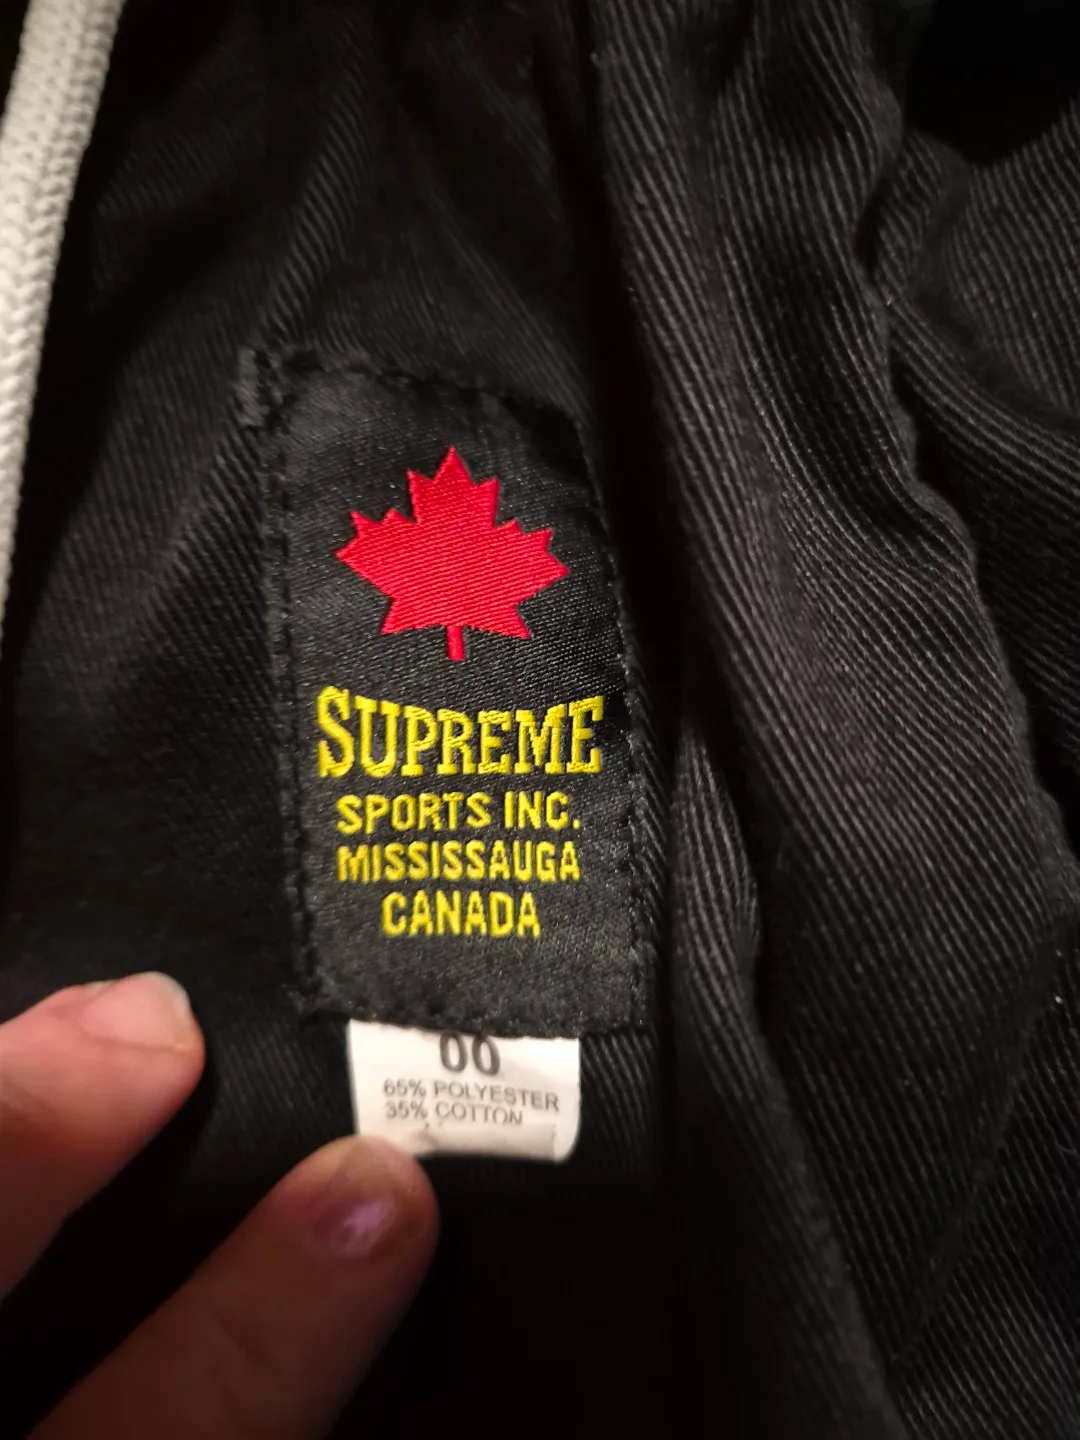 SUPREME
SPORTS INC.
MISSISSAUGA
CANADA
00
65% POLYESTER
35% COTTON